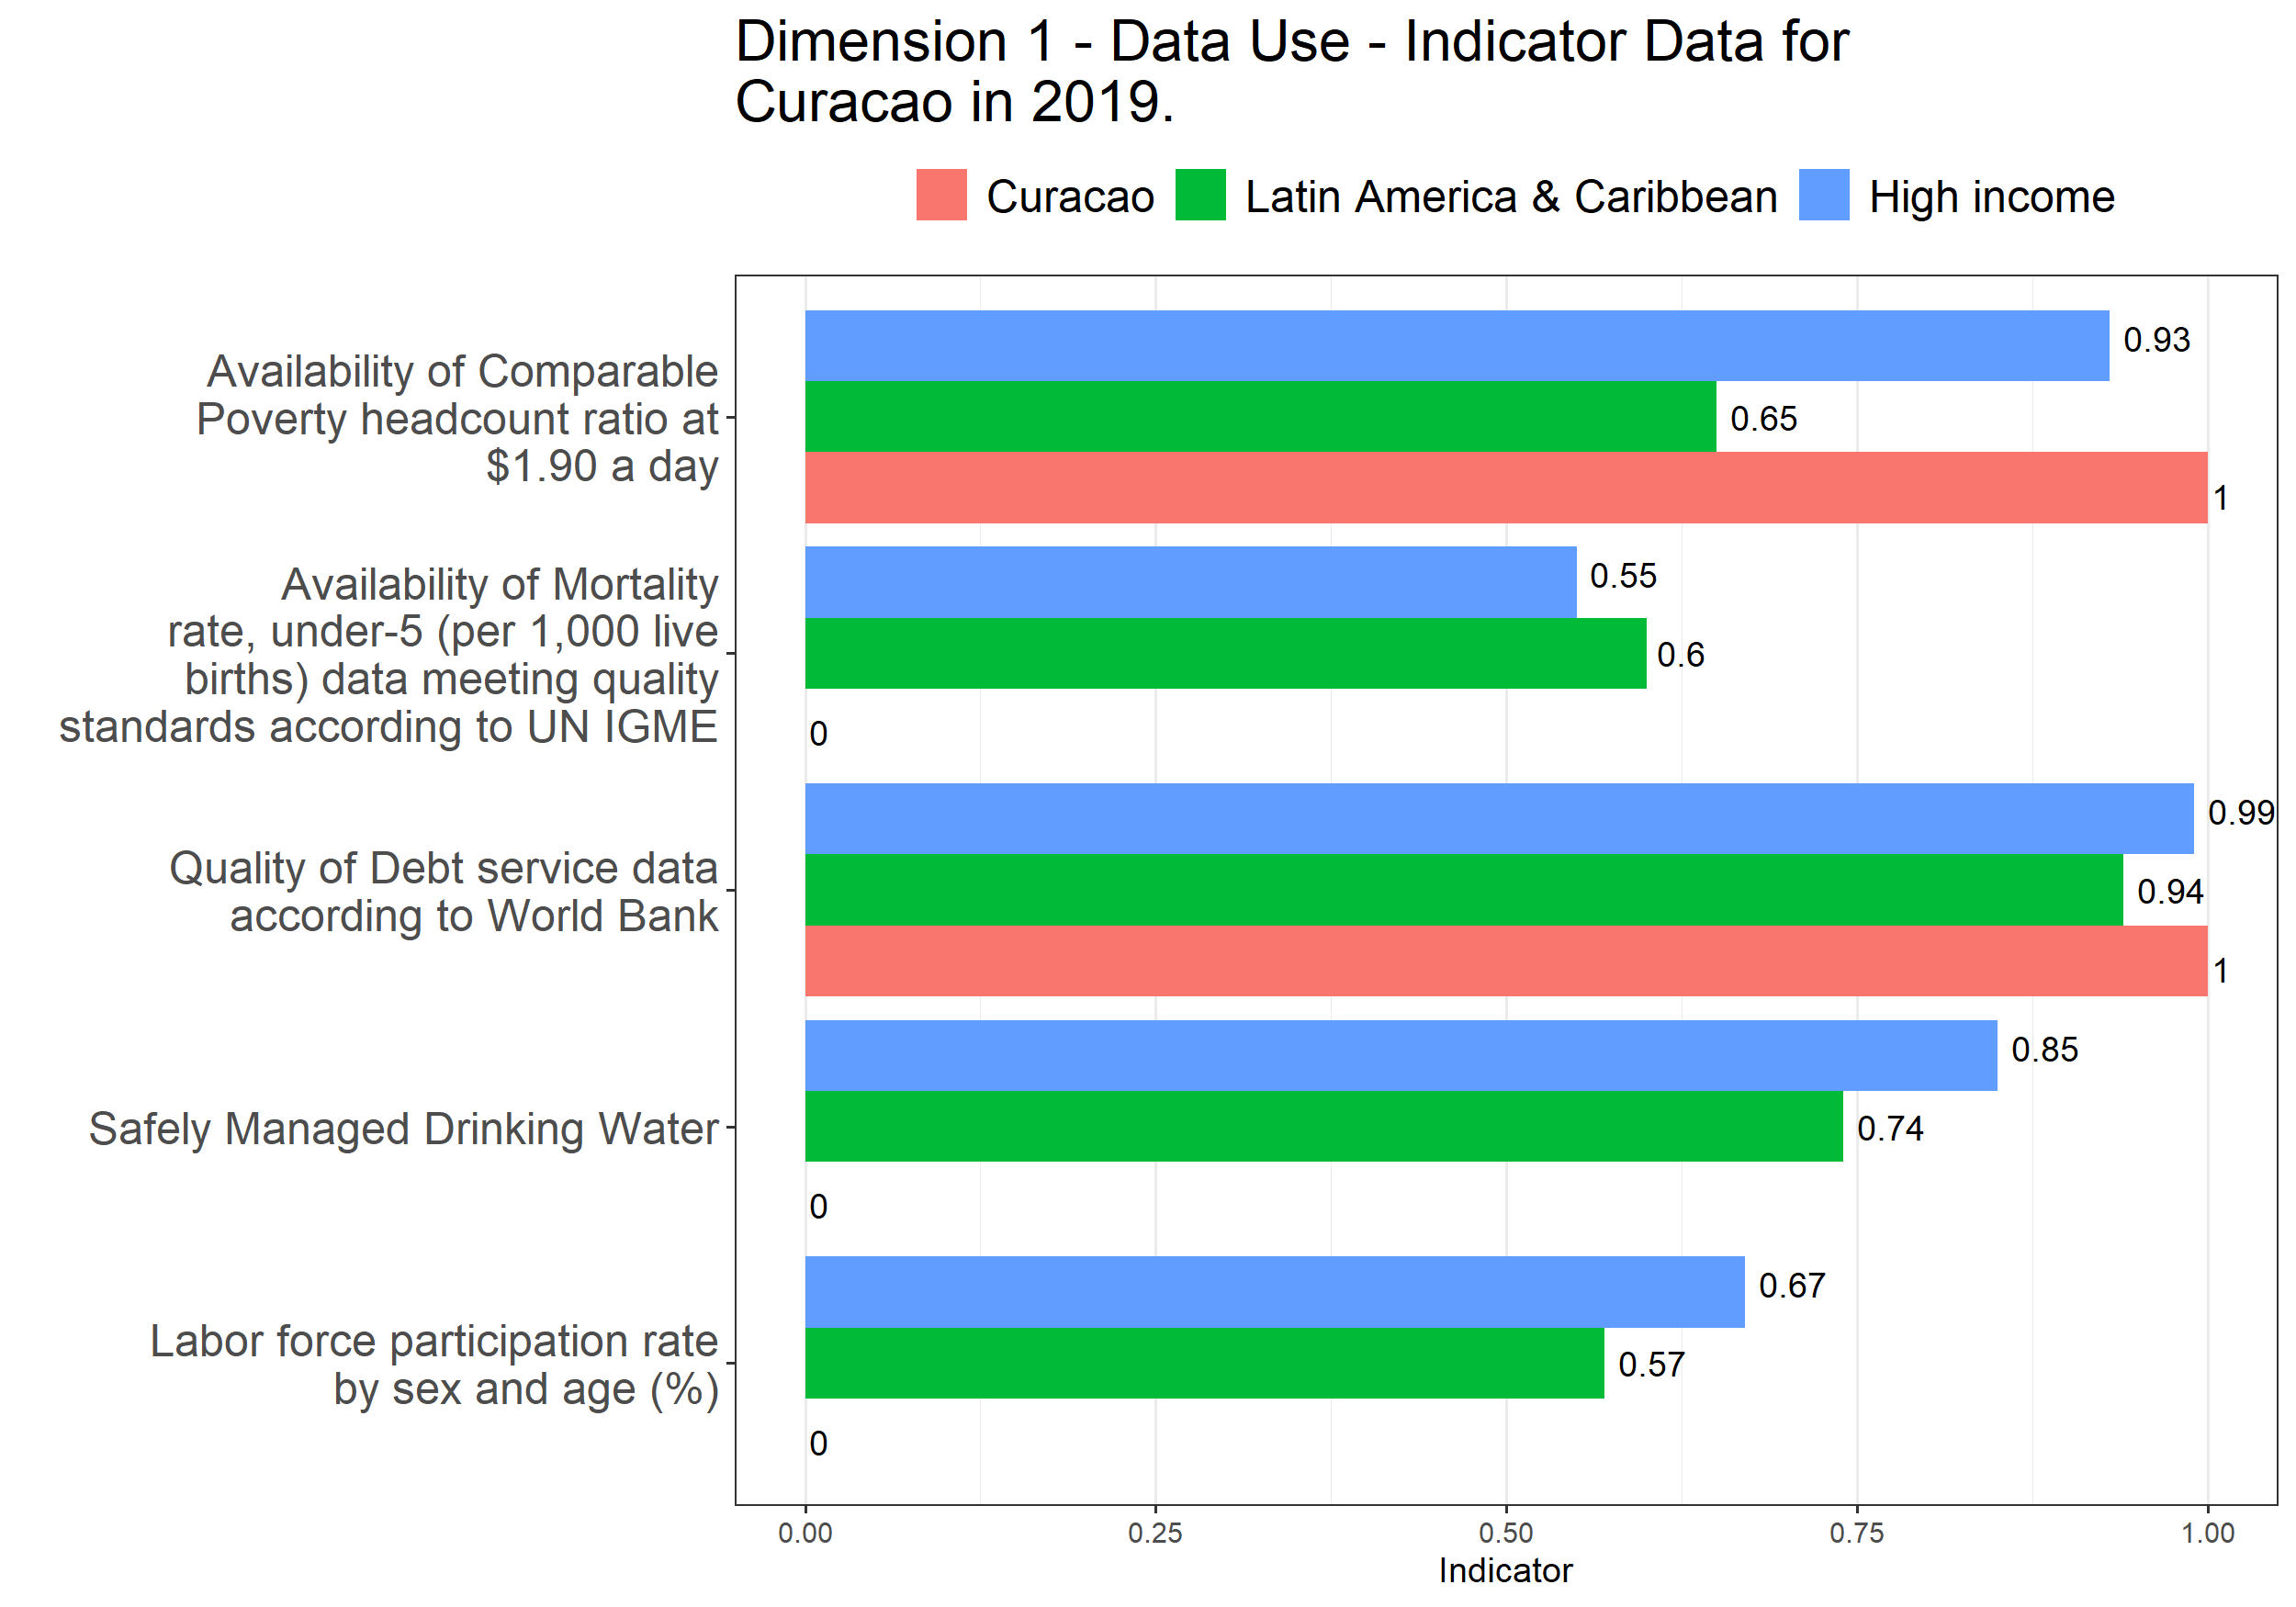 Dimension 1 - Data Use - Indicator Data for
Curacao in 2019.
Curacao
Latin America & Caribbean
High income
Availability of Comparable
Poverty headcount ratio at
$1.90 a day
0.93
0.65
1
Availability of Mortality
rate, under-5 (per 1,000 live
births) data meeting quality
standards according to UN IGME
0.55
0.6
0
Quality of Debt service data
according to World Bank
0.99
0.94
1
Safely Managed Drinking Water
0.85
0.74
0
Labor force participation rate
by sex and age (%)
0.67
0.57
0
0.00
0.25
0.50
0.75
1.00
Indicator